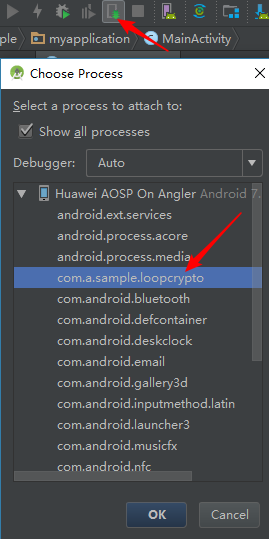 ple
myapplication
MainActivity
Choose Process
Select a process to attach to:
Show all processes
Debugger: Auto
Huawei AOSP On Angler Android 7.
android.ext.services
android.process.acore
android.process.media
com.a.sample.loopcrypto
com.android.bluetooth
com.android.defcontainer
com.android.deskclock
com.android.email
com.android.gallery3d
com.android.inputmethod.latin
com.android.launcher3
com.android.musicfx
com.android.nfc
OK Cancel